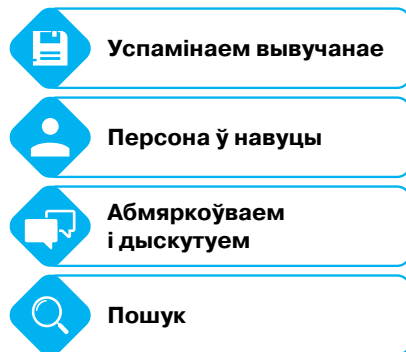 Успамінаем вывучанае
Персона ў навуцы
Абмяркоўваем
і дыскутуем
Пошук